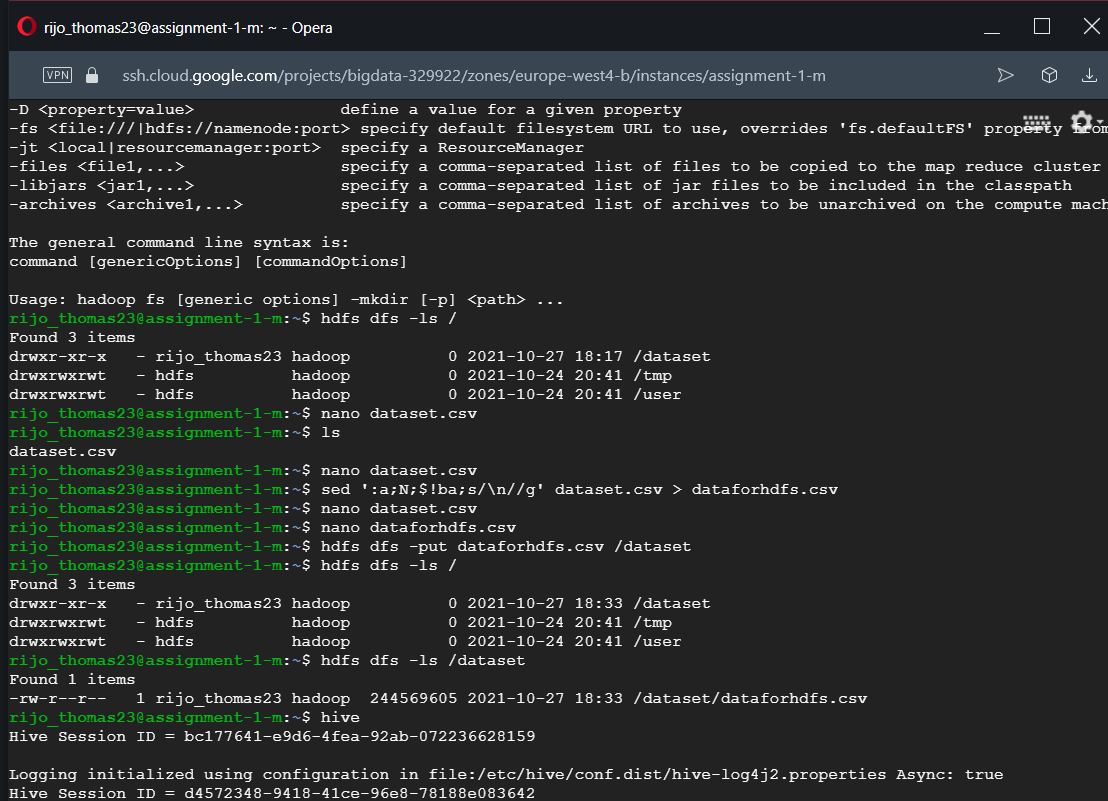 rijo_thomas23@assignment-1-m: ~ - Opera
VPN ssh.cloud.google.com/projects/bigdata-329922/zones/europe-west4-b/instances/assignment-1-m
-D <property=value>               define a value for a given property
-fs <file:///|hdfs://namenode:port> specify default filesystem URL to use, overrides 'fs.defaultFS' property from
-jt <local|resourcemanager:port>  specify a ResourceManager
-files <file1,...>                specify a comma-separated list of files to be copied to the map reduce cluster
-libjars <jar1,...>               specify a comma-separated list of jar files to be included in the classpath
-archives <archive1,...>          specify a comma-separated list of archives to be unarchived on the compute mach
The general command line syntax is:
command [genericOptions] [commandOptions]
Usage: hadoop fs [generic options] -mkdir [-p] <path> ...
rijo_thomas23@assignment-1-m:~$ hdfs dfs -ls /
Found 3 items
drwxr-xr-x   - rijo_thomas23 hadoop          0 2021-10-27 18:17 /dataset
drwxrwxrwt   - hdfs          hadoop          0 2021-10-24 20:41 /tmp
drwxrwxrwt   - hdfs          hadoop          0 2021-10-24 20:41 /user
rijo_thomas23@assignment-1-m:~$ nano dataset.csv
rijo_thomas23@assignment-1-m:~$ ls
dataset.csv
rijo_thomas23@assignment-1-m:~$ nano dataset.csv
rijo_thomas23@assignment-1-m:~$ sed ':a;N;$!ba;s/\n//g' dataset.csv > dataforhdfs.csv
rijo_thomas23@assignment-1-m:~$ nano dataset.csv
rijo_thomas23@assignment-1-m:~$ nano dataforhdfs.csv
rijo_thomas23@assignment-1-m:~$ hdfs dfs -put dataforhdfs.csv /dataset
rijo_thomas23@assignment-1-m:~$ hdfs dfs -ls /
Found 3 items
drwxr-xr-x   - rijo_thomas23 hadoop          0 2021-10-27 18:33 /dataset
drwxrwxrwt   - hdfs          hadoop          0 2021-10-24 20:41 /tmp
drwxrwxrwt   - hdfs          hadoop          0 2021-10-24 20:41 /user
rijo_thomas23@assignment-1-m:~$ hdfs dfs -ls /dataset
Found 1 items
-rw-r--r--   1 rijo_thomas23 hadoop  244569605 2021-10-27 18:33 /dataset/dataforhdfs.csv
rijo_thomas23@assignment-1-m:~$ hive
Hive Session ID = bc177641-e9d6-4fea-92ab-072236628159
Logging initialized using configuration in file:/etc/hive/conf.dist/hive-log4j2.properties Async: true
Hive Session ID = d4572348-9418-41ce-96e8-78188e083642